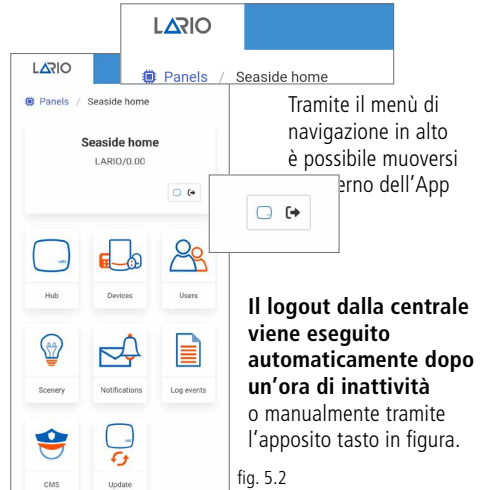 LARIO
Panels / Seaside home
LARIO
Panels / Seaside home
Seaside home
LARIO/0.00
Hub
Devices
Users
Scenery
Notifications
Log events
CMS
Update
Tramite il menù di
navigazione in alto
è possibile muoversi
dell'App
Il logout dalla centrale
viene eseguito
automaticamente dopo
un'ora di inattività
o manualmente tramite
l'apposito tasto in figura.
fig. 5.2